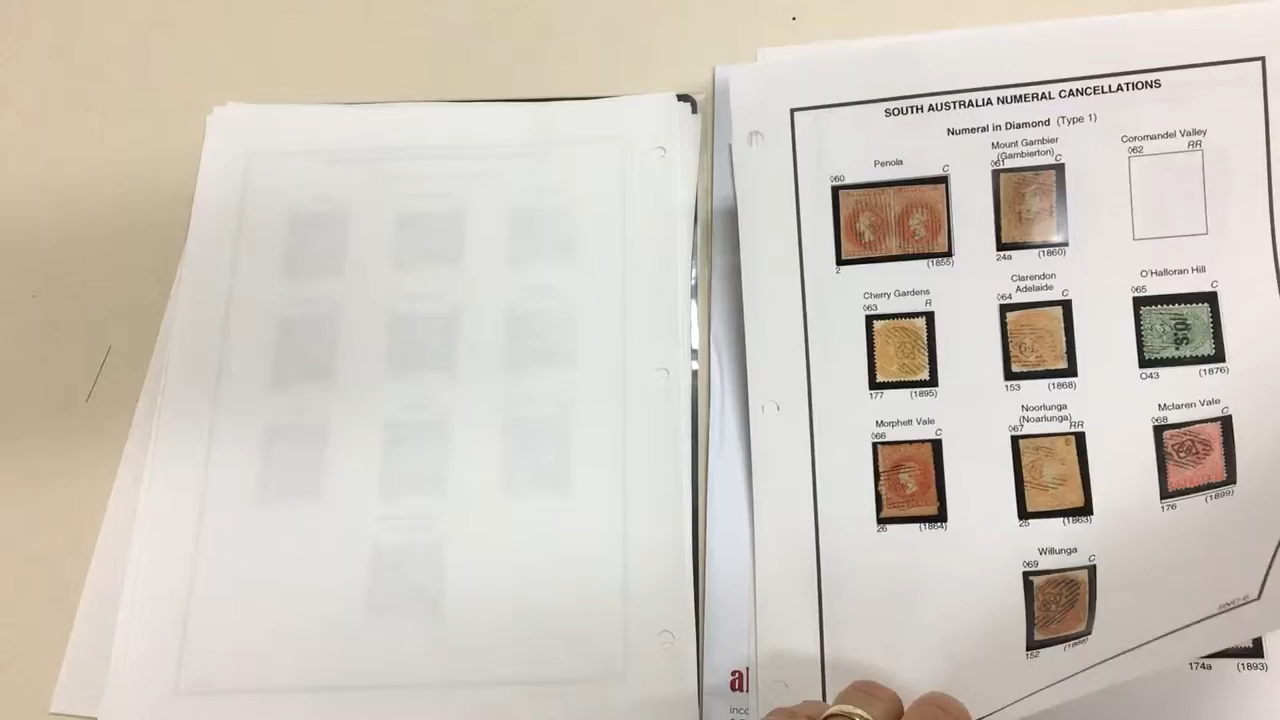 SOUTH AUSTRALIA NUMERAL CANCELLATIONS
Numeral in Diamond (Type 1)
Penola
◊60 C
2 (1855)
Mount Gambier
(Gambierton)
◊61 C
24a (1860)
Coromandel Valley
◊62 RR
Cherry Gardens
◊63 R
177 (1895)
Clarendon
Adelaide
◊64 C
153 (1868)
O'Halloran Hill
◊65 C
O.S.
O43 (1876)
Morphett Vale
◊66 C
26 (1864)
Noorlunga
(Noarlunga)
◊67 RR
25 (1863)
Mclaren Vale
◊68 C
176 (1899)
Willunga
◊69 C
152
174a (1893)